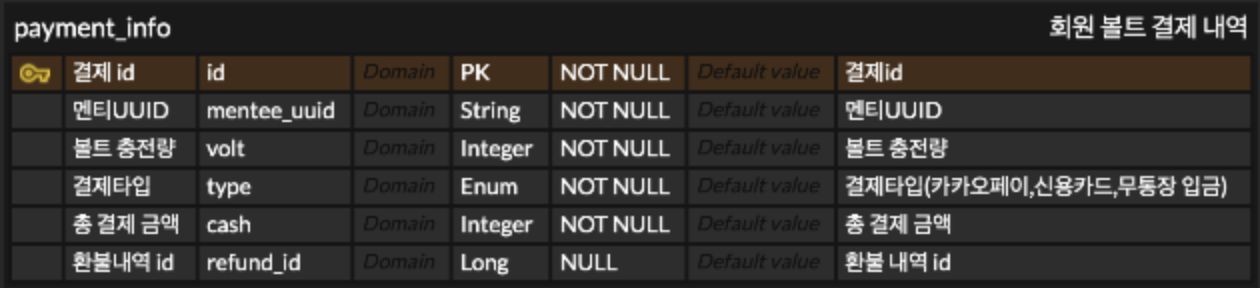 payment_info 회원 볼트 결제 내역
결제 id id Domain PK NOT NULL Default value 결제id
멘티UUID mentee_uuid Domain String NOT NULL Default value 멘티UUID
볼트 충전량 volt Domain Integer NOT NULL Default value 볼트 충전량
결제타입 type Domain Enum NOT NULL Default value 결제타입(카카오페이,신용카드,무통장 입금)
총 결제 금액 cash Domain Integer NOT NULL Default value 총 결제 금액
환불내역 id refund_id Domain Long NULL Default value 환불 내역 id